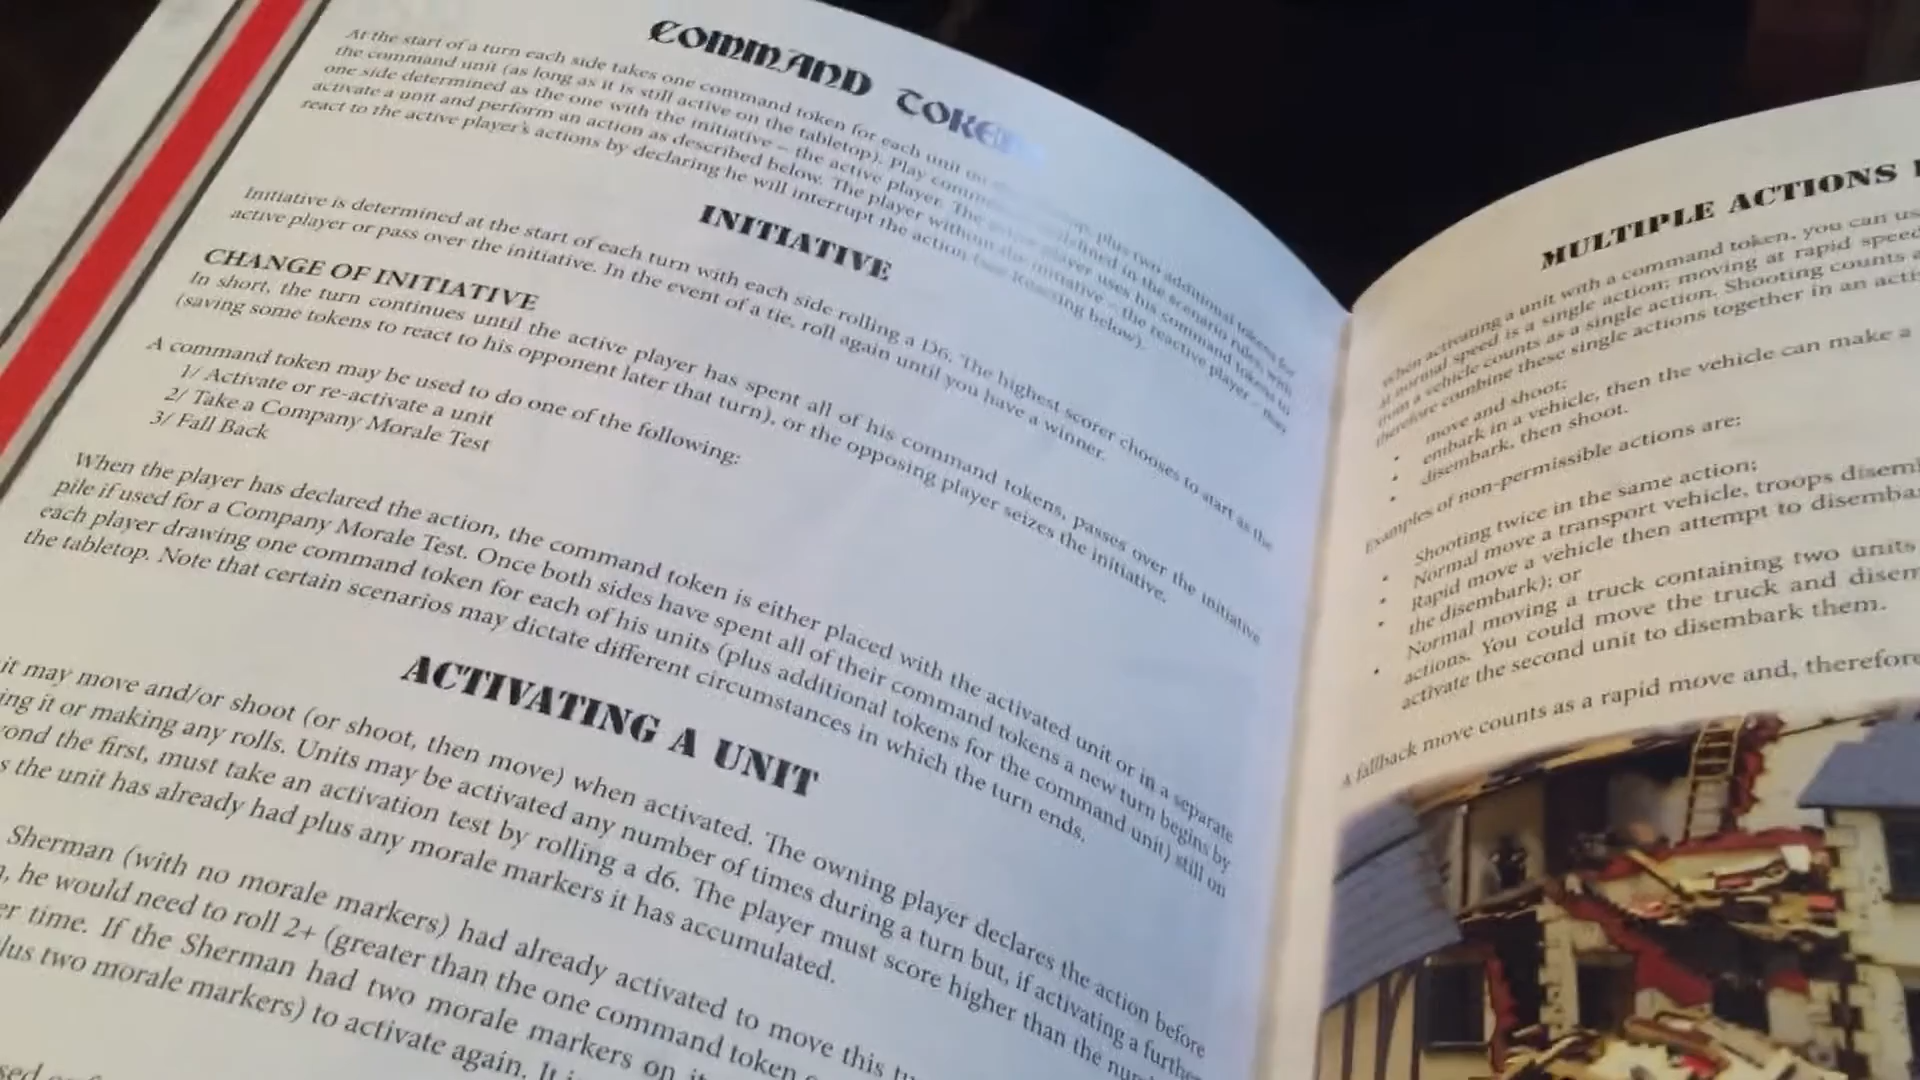 COMMAND TOKE
At the start of a turn each side takes one command token for each unit on plus two additional tokens for
the command unit (as long as it is still active on the tabletop). Play in the scenario rules, with
one side determined as the one with the initiative – the active player. The active player uses his command tokens to
activate a unit and perform an action as described below. The player without the initiative – the reactive player – may
react to the active player's actions by declaring he will interrupt the action (see Reacting below).
INITIATIVE
Initiative is determined at the start of each turn with each side rolling a D6. The highest scorer chooses to start as the
active player or pass over the initiative. In the event of a tie, roll again until you have a winner.
CHANGE OF INITIATIVE
In short, the turn continues until the active player has spent all of his command tokens, passes over the initiative
(saving some tokens to react to his opponent later that turn), or the opposing player seizes the initiative.
A command token may be used to do one of the following:
1/ Activate or re-activate a unit
2/ Take a Company Morale Test
3/ Fall Back
When the player has declared the action, the command token is either placed with the activated unit or in a separate
pile if used for a Company Morale Test. Once both sides have spent all of their command tokens a new turn begins by
each player drawing one command token for each of his units (plus additional tokens for the command unit) still on
the tabletop. Note that certain scenarios may dictate different circumstances in which the turn ends.
ACTIVATING A UNIT
it may move and/or shoot (or shoot, then move) when activated. The owning player declares the action before
ing it or making any rolls. Units may be activated any number of times during a turn but, if activating a further
ond the first, must take an activation test by rolling a d6. The player must score higher than the
s the unit has already had plus any morale markers it has accumulated.
Sherman (with no morale markers) had already activated to move this
, he would need to roll 2+ (greater than the one command token
er time. If the Sherman had two morale markers on
lus two morale markers) to activate again. It
MULTIPLE ACTIONS
When activating a unit with a command token, you can
at normal speed is a single action; moving at rapid speed
from a vehicle counts as a single action. Shooting counts
therefore combine these single actions together in an
• move and shoot;
• embark in a vehicle, then the vehicle can make a
• disembark, then shoot.
Examples of non-permissible actions are:
• Shooting twice in the same action;
• Normal move a transport vehicle, troops
• Rapid move a vehicle then attempt to
the disembark); or
• Normal moving a truck containing two units
actions. You could move the truck and
activate the second unit to disembark them.
A fallback move counts as a rapid move and, therefore